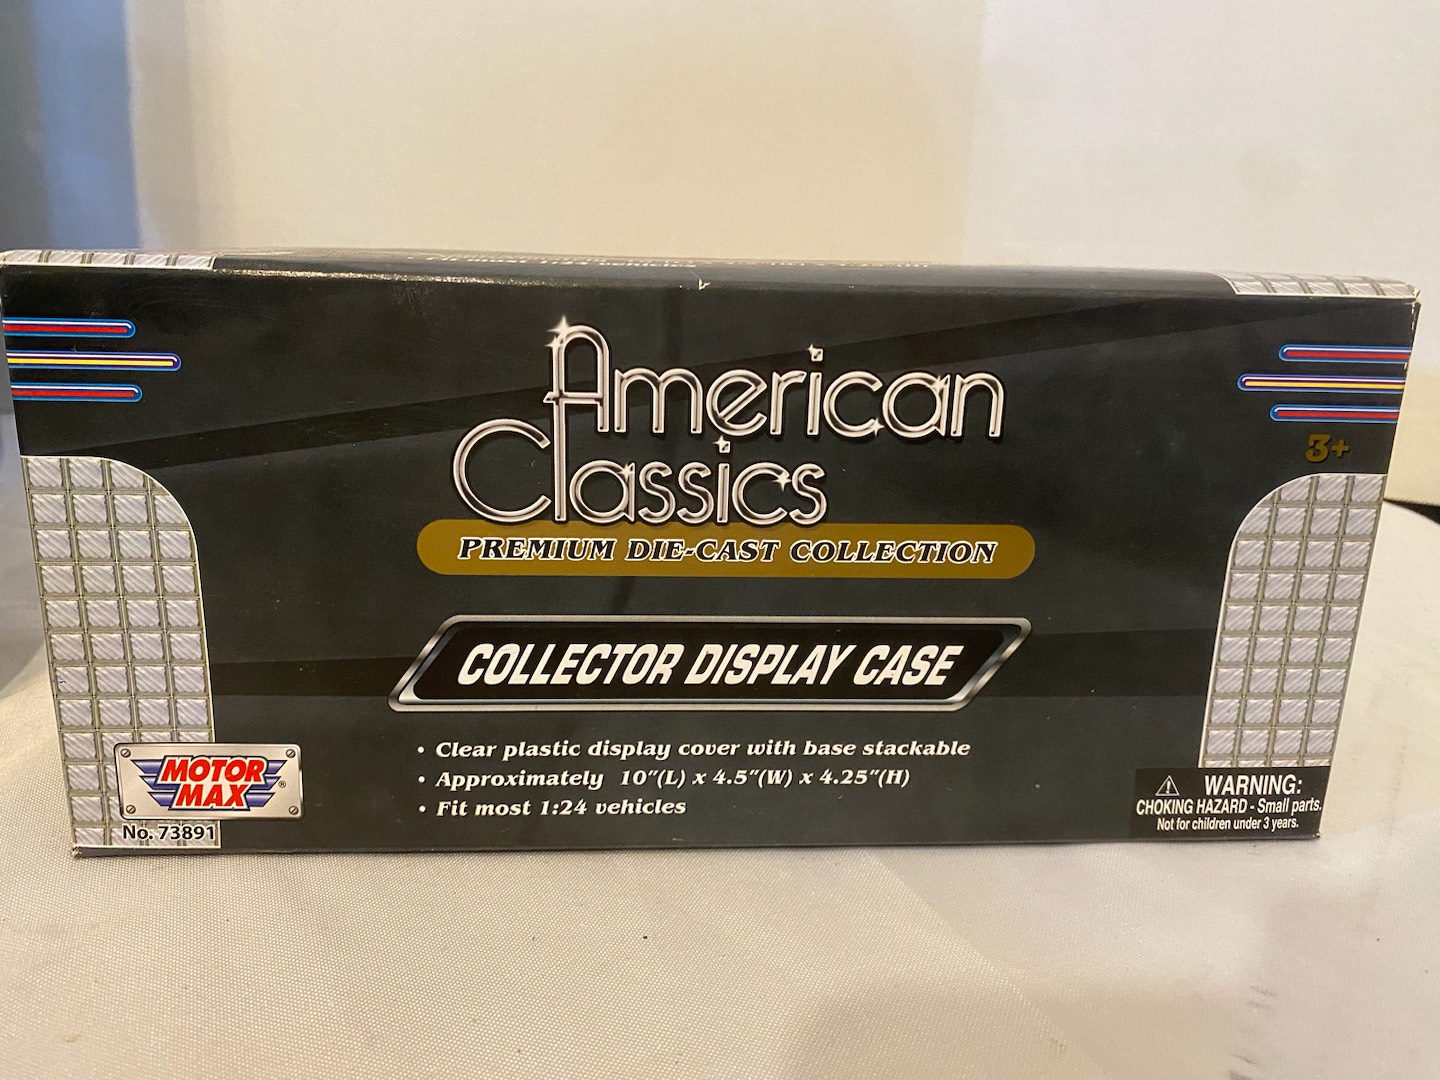 American
Classics
3+
PREMIUM DIE-CAST COLLECTION
COLLECTOR DISPLAY CASE
• Clear plastic display cover with base stackable
• Approximately 10"(L) x 4.5"(W) x 4.25"(H)
• Fit most 1:24 vehicles
MOTOR
MAX®
No. 73891
WARNING:
CHOKING HAZARD - Small parts.
Not for children under 3 years.